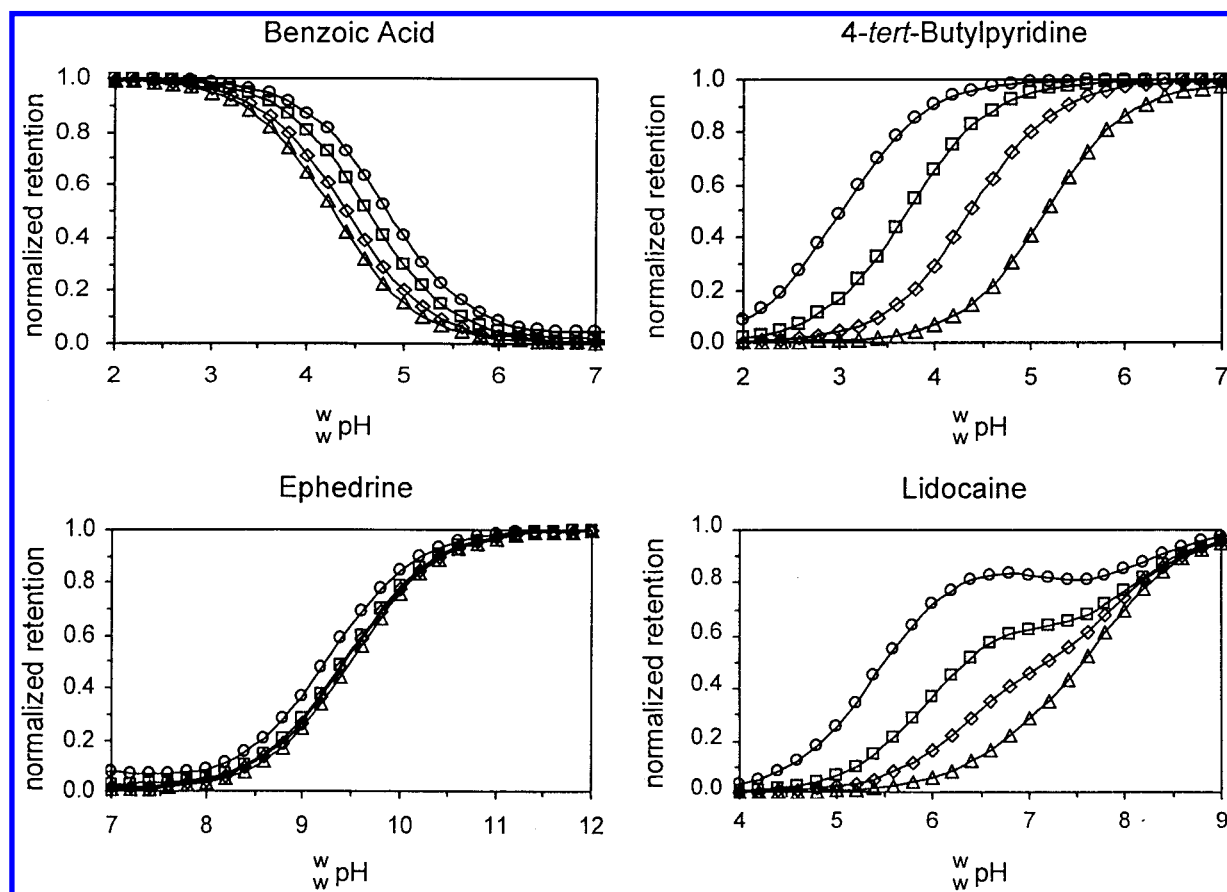 Benzoic Acid
1.0
0.8
0.6
0.4
0.2
0.0
normalized retention
2 3 4 5 6 7
w
w pH
4-tert-Butylpyridine
1.0
0.8
0.6
0.4
0.2
0.0
normalized retention
2 3 4 5 6 7
w
w pH
Ephedrine
1.0
0.8
0.6
0.4
0.2
0.0
normalized retention
7 8 9 10 11 12
w
w pH
Lidocaine
1.0
0.8
0.6
0.4
0.2
0.0
normalized retention
4 5 6 7 8 9
w
w pH